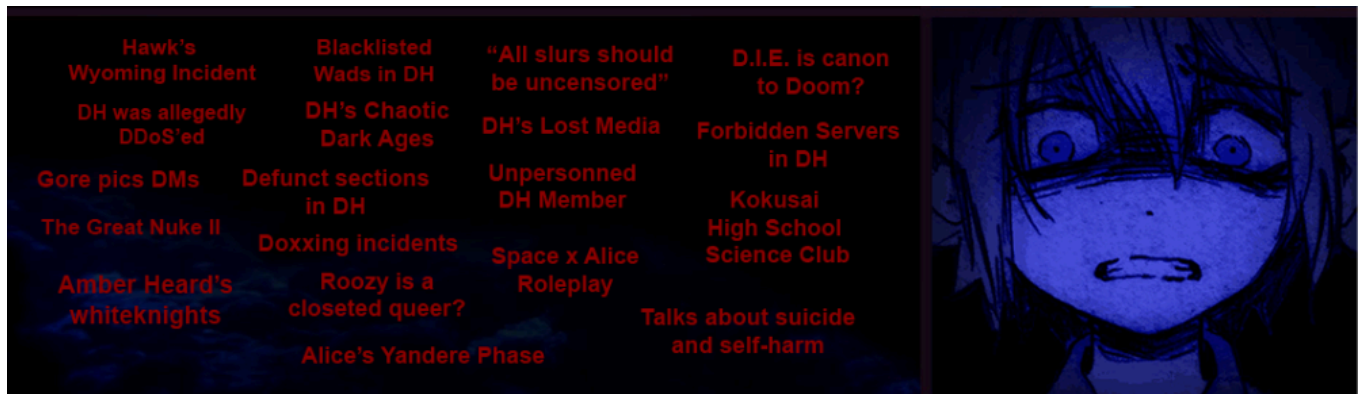 Hawk's
Wyoming Incident
Blacklisted
Wads in DH
“All slurs should
be uncensored”
D.I.E. is canon
to Doom?
DH was allegedly
DDoS'ed
DH's Chaotic
Dark Ages
DH's Lost Media
Forbidden Servers
in DH
Gore pics DMs
Defunct sections
in DH
Unpersonned
DH Member
Kokusai
High School
Science Club
The Great Nuke II
Doxxing incidents
Space x Alice
Roleplay
Amber Heard's
whiteknights
Roozy is a
closeted queer?
Talks about suicide
and self-harm
Alice's Yandere Phase